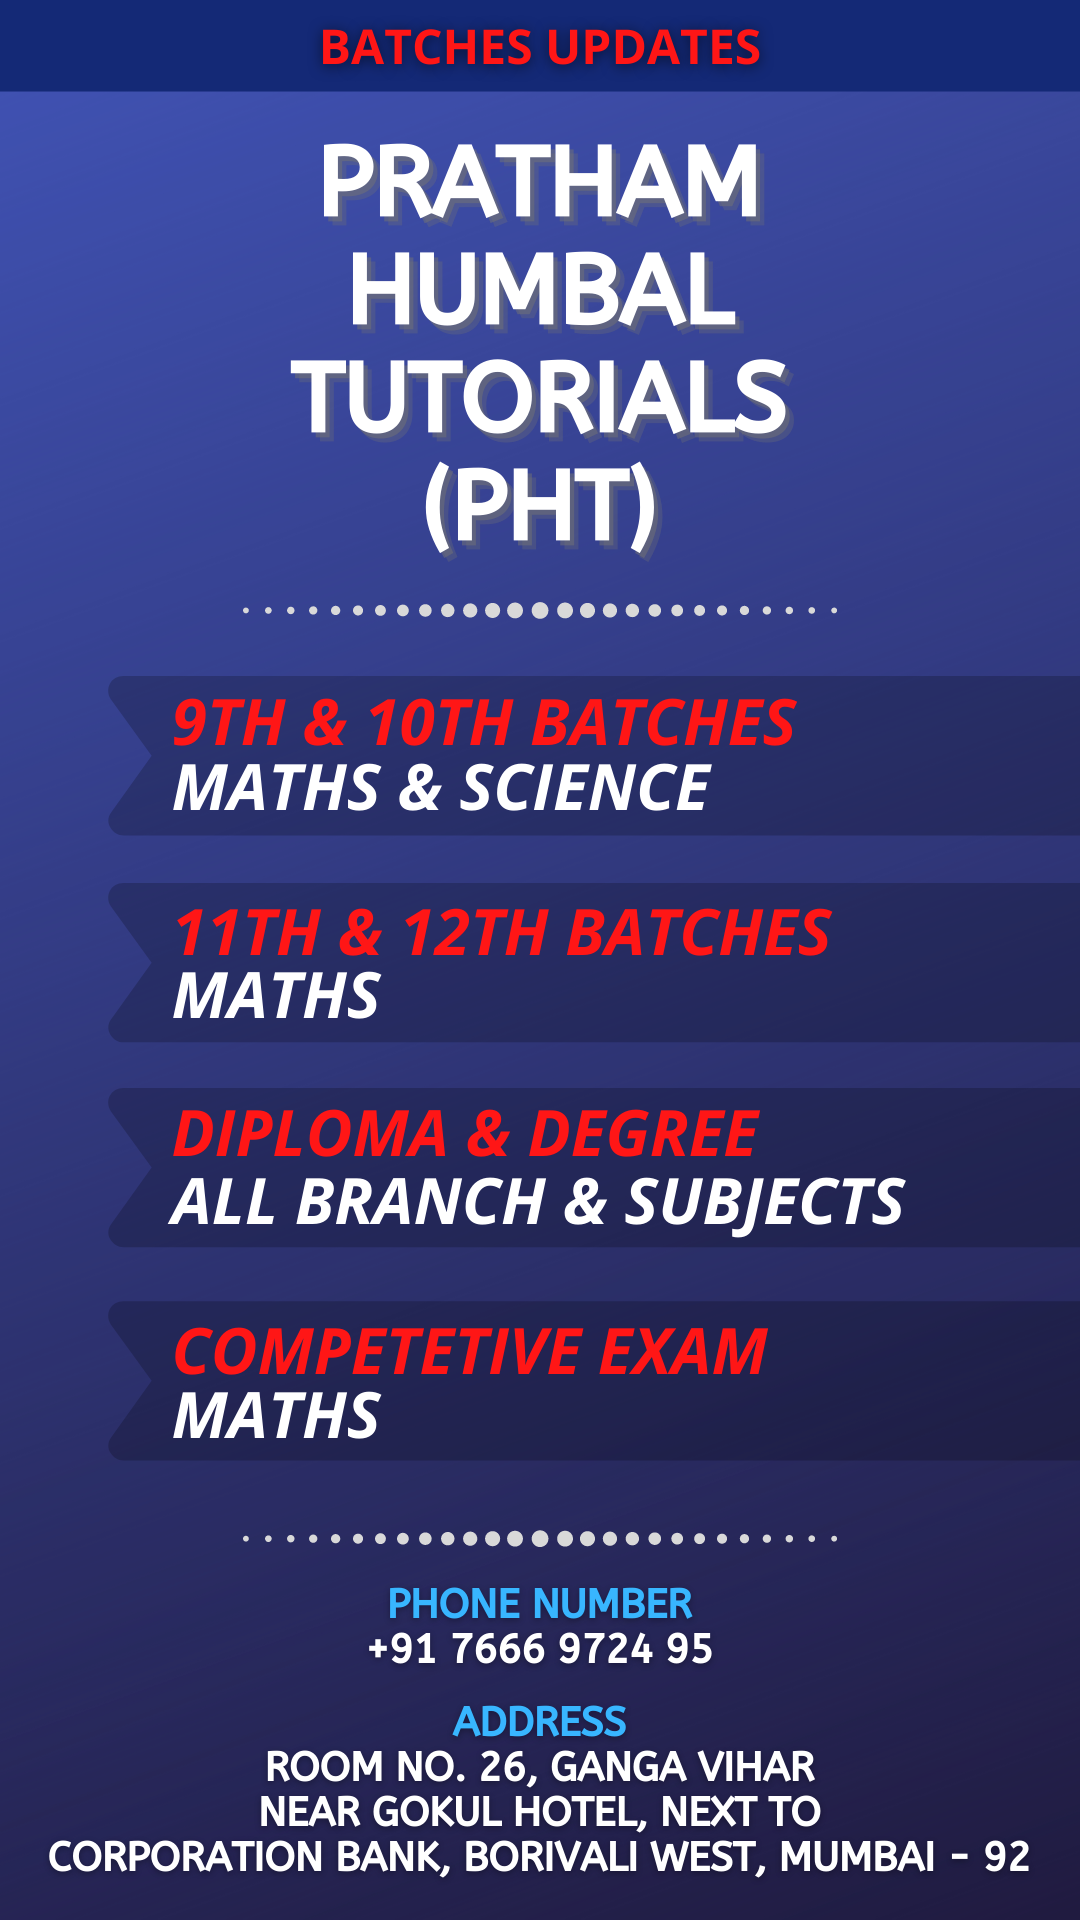 BATCHES UPDATES
PRATHAM
HUMBAL
TUTORIALS
(PHT)
9TH & 10TH BATCHES
MATHS & SCIENCE
11TH & 12TH BATCHES
MATHS
DIPLOMA & DEGREE
ALL BRANCH & SUBJECTS
COMPETETIVE EXAM
MATHS
PHONE NUMBER
+91 7666 9724 95
ADDRESS
ROOM NO. 26, GANGA VIHAR
NEAR GOKUL HOTEL, NEXT TO
CORPORATION BANK, BORIVALI WEST, MUMBAI - 92